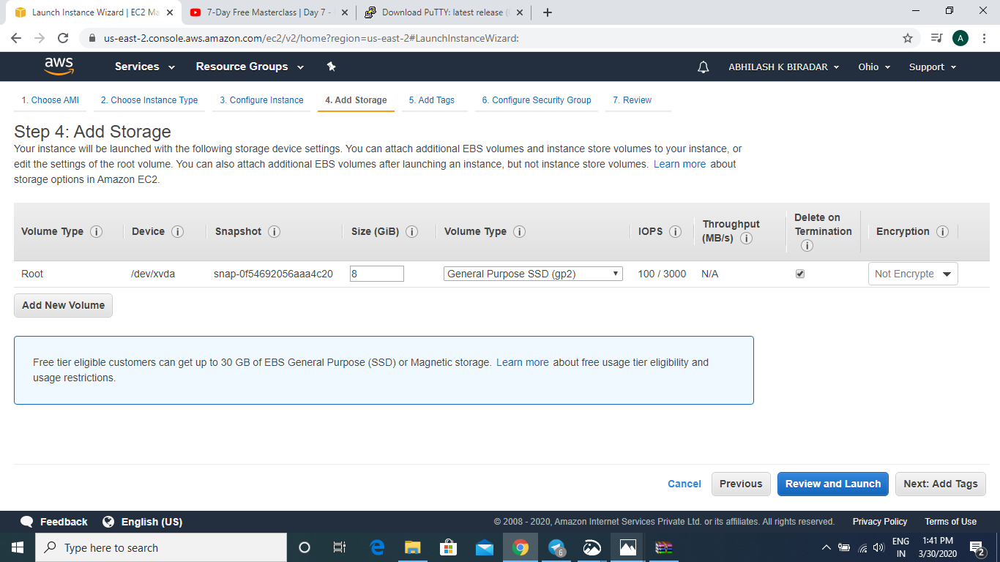 Launch Instance Wizard | EC2 Ma
7-Day Free Masterclass | Day 7 -
Download PuTTY: latest release (
us-east-2.console.aws.amazon.com/ec2/v2/home?region=us-east-2#LaunchInstanceWizard:
A
aws
Services
Resource Groups
ABHILASH K BIRADAR
Ohio
Support
1. Choose AMI
2. Choose Instance Type
3. Configure Instance
4. Add Storage
5. Add Tags
6. Configure Security Group
7. Review
Step 4: Add Storage
Your instance will be launched with the following storage device settings. You can attach additional EBS volumes and instance store volumes to your instance, or
edit the settings of the root volume. You can also attach additional EBS volumes after launching an instance, but not instance store volumes. Learn more about
storage options in Amazon EC2.
Volume Type i
Device i
Snapshot i
Size (GiB) i
Volume Type i
IOPS i
Throughput
(MB/s) i
Delete on
Termination
i
Encryption i
Root
/dev/xvda
snap-0f54692056aaa4c20
8
General Purpose SSD (gp2)
100 / 3000
N/A
Not Encrypte
Add New Volume
Free tier eligible customers can get up to 30 GB of EBS General Purpose (SSD) or Magnetic storage. Learn more about free usage tier eligibility and
usage restrictions.
Cancel
Previous
Review and Launch
Next: Add Tags
Feedback
English (US)
© 2008 - 2020, Amazon Internet Services Private Ltd. or its affiliates. All rights reserved.
Privacy Policy
Terms of Use
Type here to search
6
ENG
IN
1:41 PM
3/30/2020
2